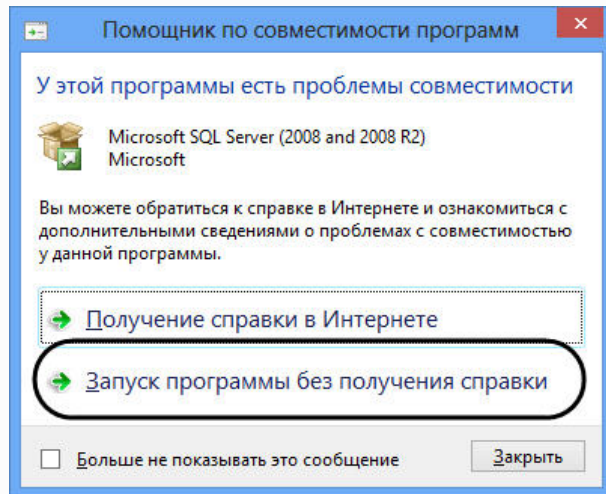 Помощник по совместимости программ
У этой программы есть проблемы совместимости
Microsoft SQL Server (2008 and 2008 R2)
Microsoft
Вы можете обратиться к справке в Интернете и ознакомиться с
дополнительными сведениями о проблемах с совместимостью
у данной программы.
Получение справки в Интернете
Запуск программы без получения справки
Больше не показывать это сообщение
Закрыть